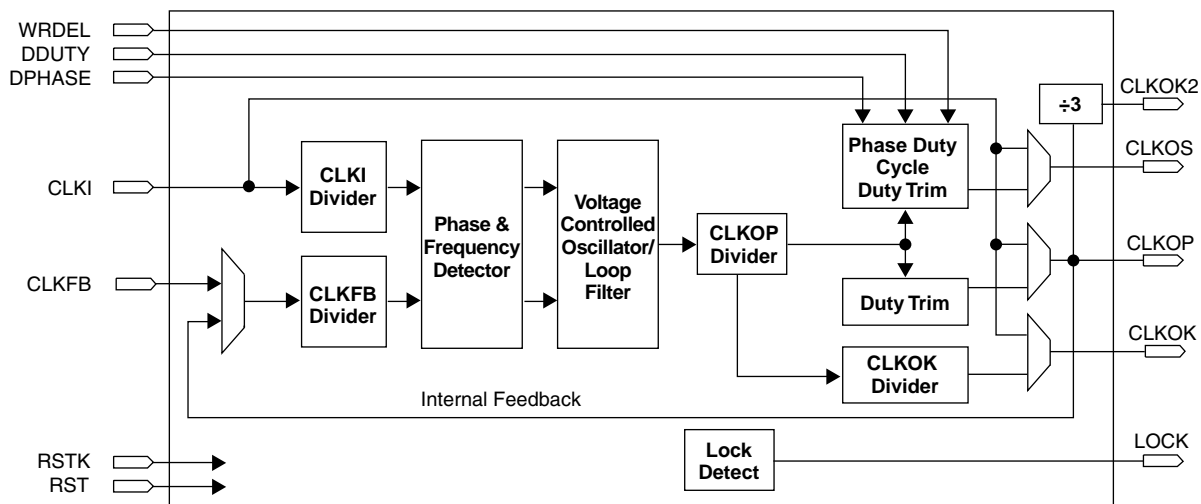 WRDEL
DDUTY
DPHASE
CLKOK2
÷3
Phase Duty
Cycle
Duty Trim
CLKOS
CLKI
CLKI
Divider
Phase &
Frequency
Detector
Voltage
Controlled
Oscillator/
Loop
Filter
CLKOP
Divider
CLKOP
CLKFB
CLKFB
Divider
Duty Trim
CLKOK
CLKOK
Divider
Internal Feedback
Lock
Detect
LOCK
RSTK
RST